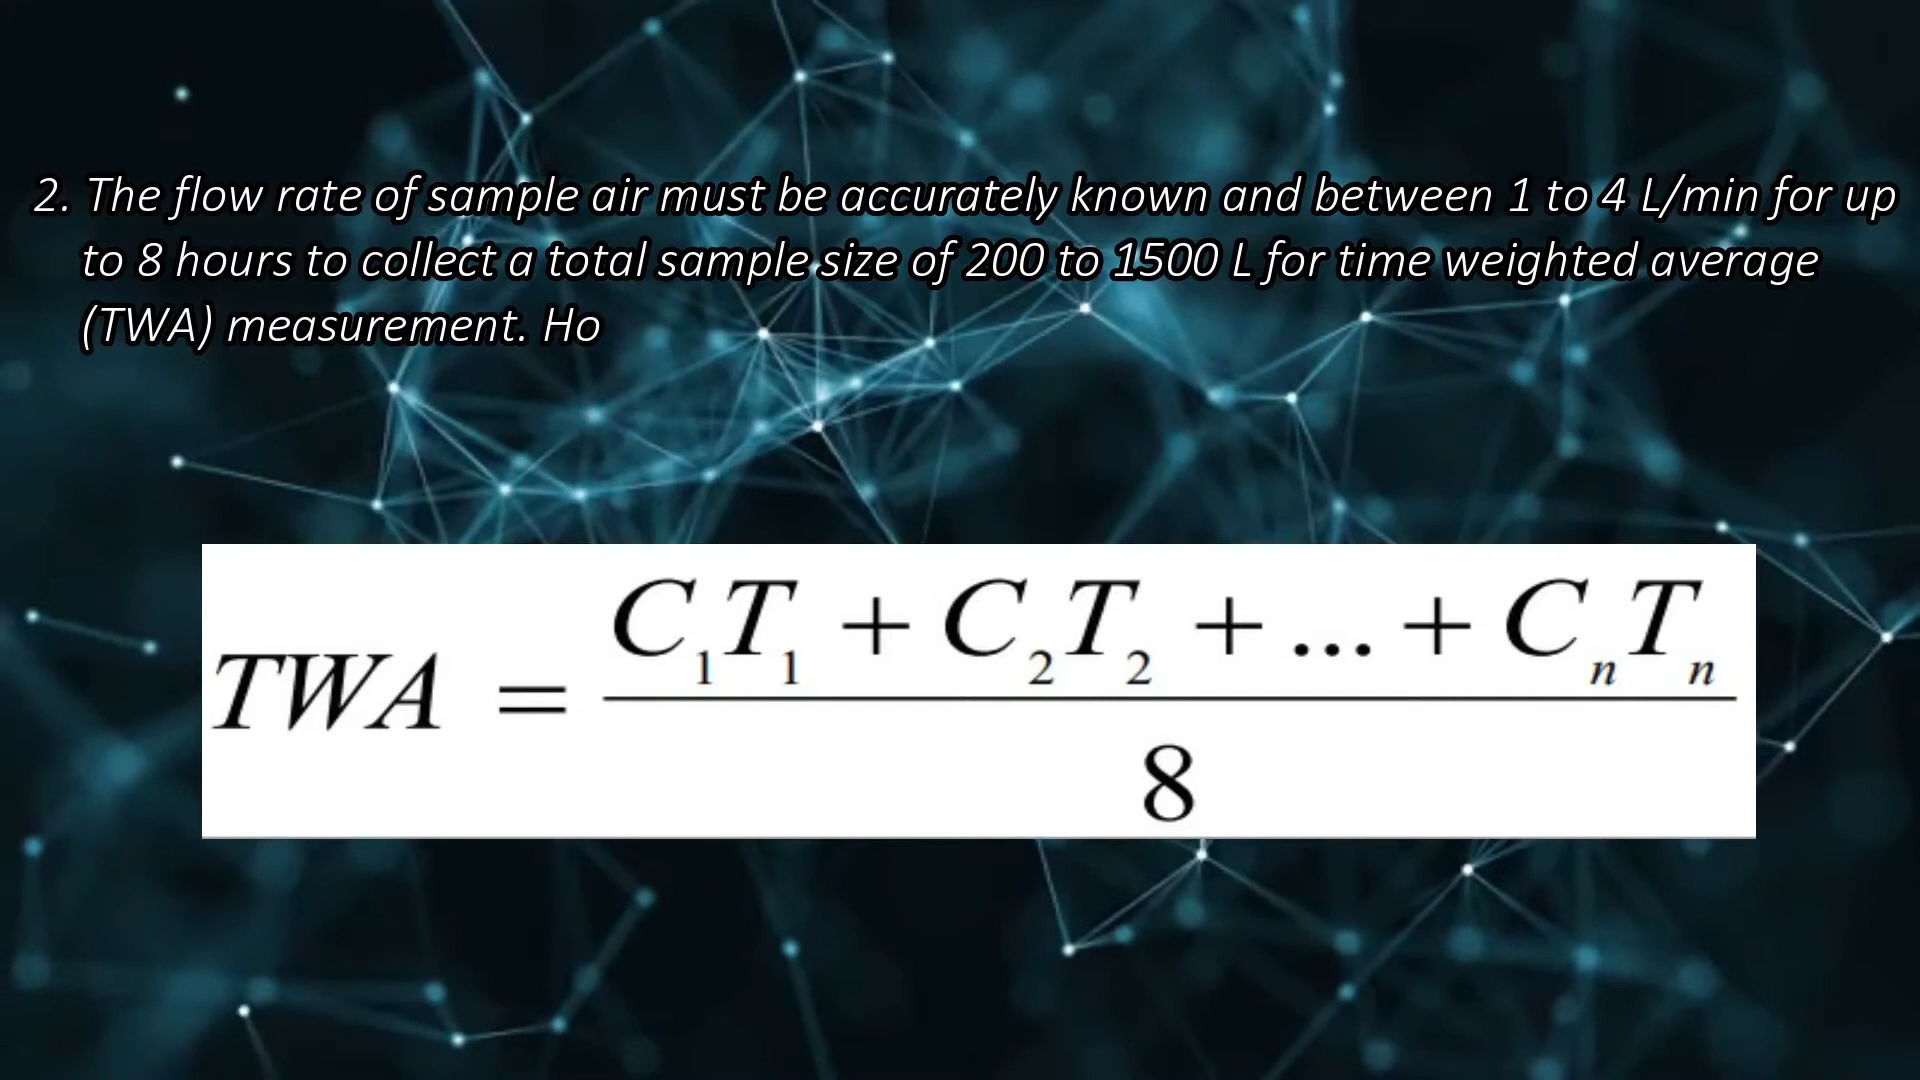 2. The flow rate of sample air must be accurately known and between 1 to 4 L/min for up
to 8 hours to collect a total sample size of 200 to 1500 L for time weighted average
(TWA) measurement. Ho
TWA = C₁T₁ + C₂T₂ + ... + CₙTₙ
8